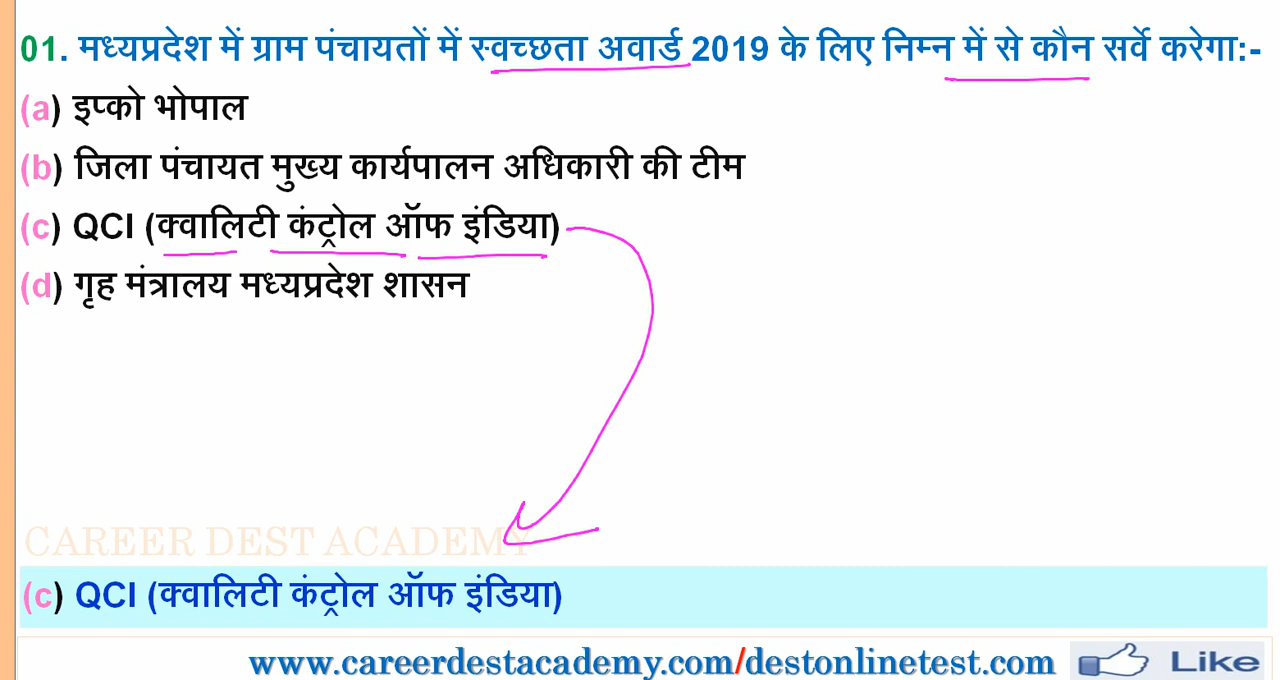 01. मध्यप्रदेश में ग्राम पंचायतों में स्वच्छता अवार्ड 2019 के लिए निम्न में से कौन सर्वे करेगा:-
(a) इफ्को भोपाल
(b) जिला पंचायत मुख्य कार्यपालन अधिकारी की टीम
(c) QCI (क्वालिटी कंट्रोल ऑफ इंडिया)
(d) गृह मंत्रालय मध्यप्रदेश शासन
CAREER DEST ACADEMY
(c) QCI (क्वालिटी कंट्रोल ऑफ इंडिया)
www.careerdestacademy.com/destonlinetest.com Like